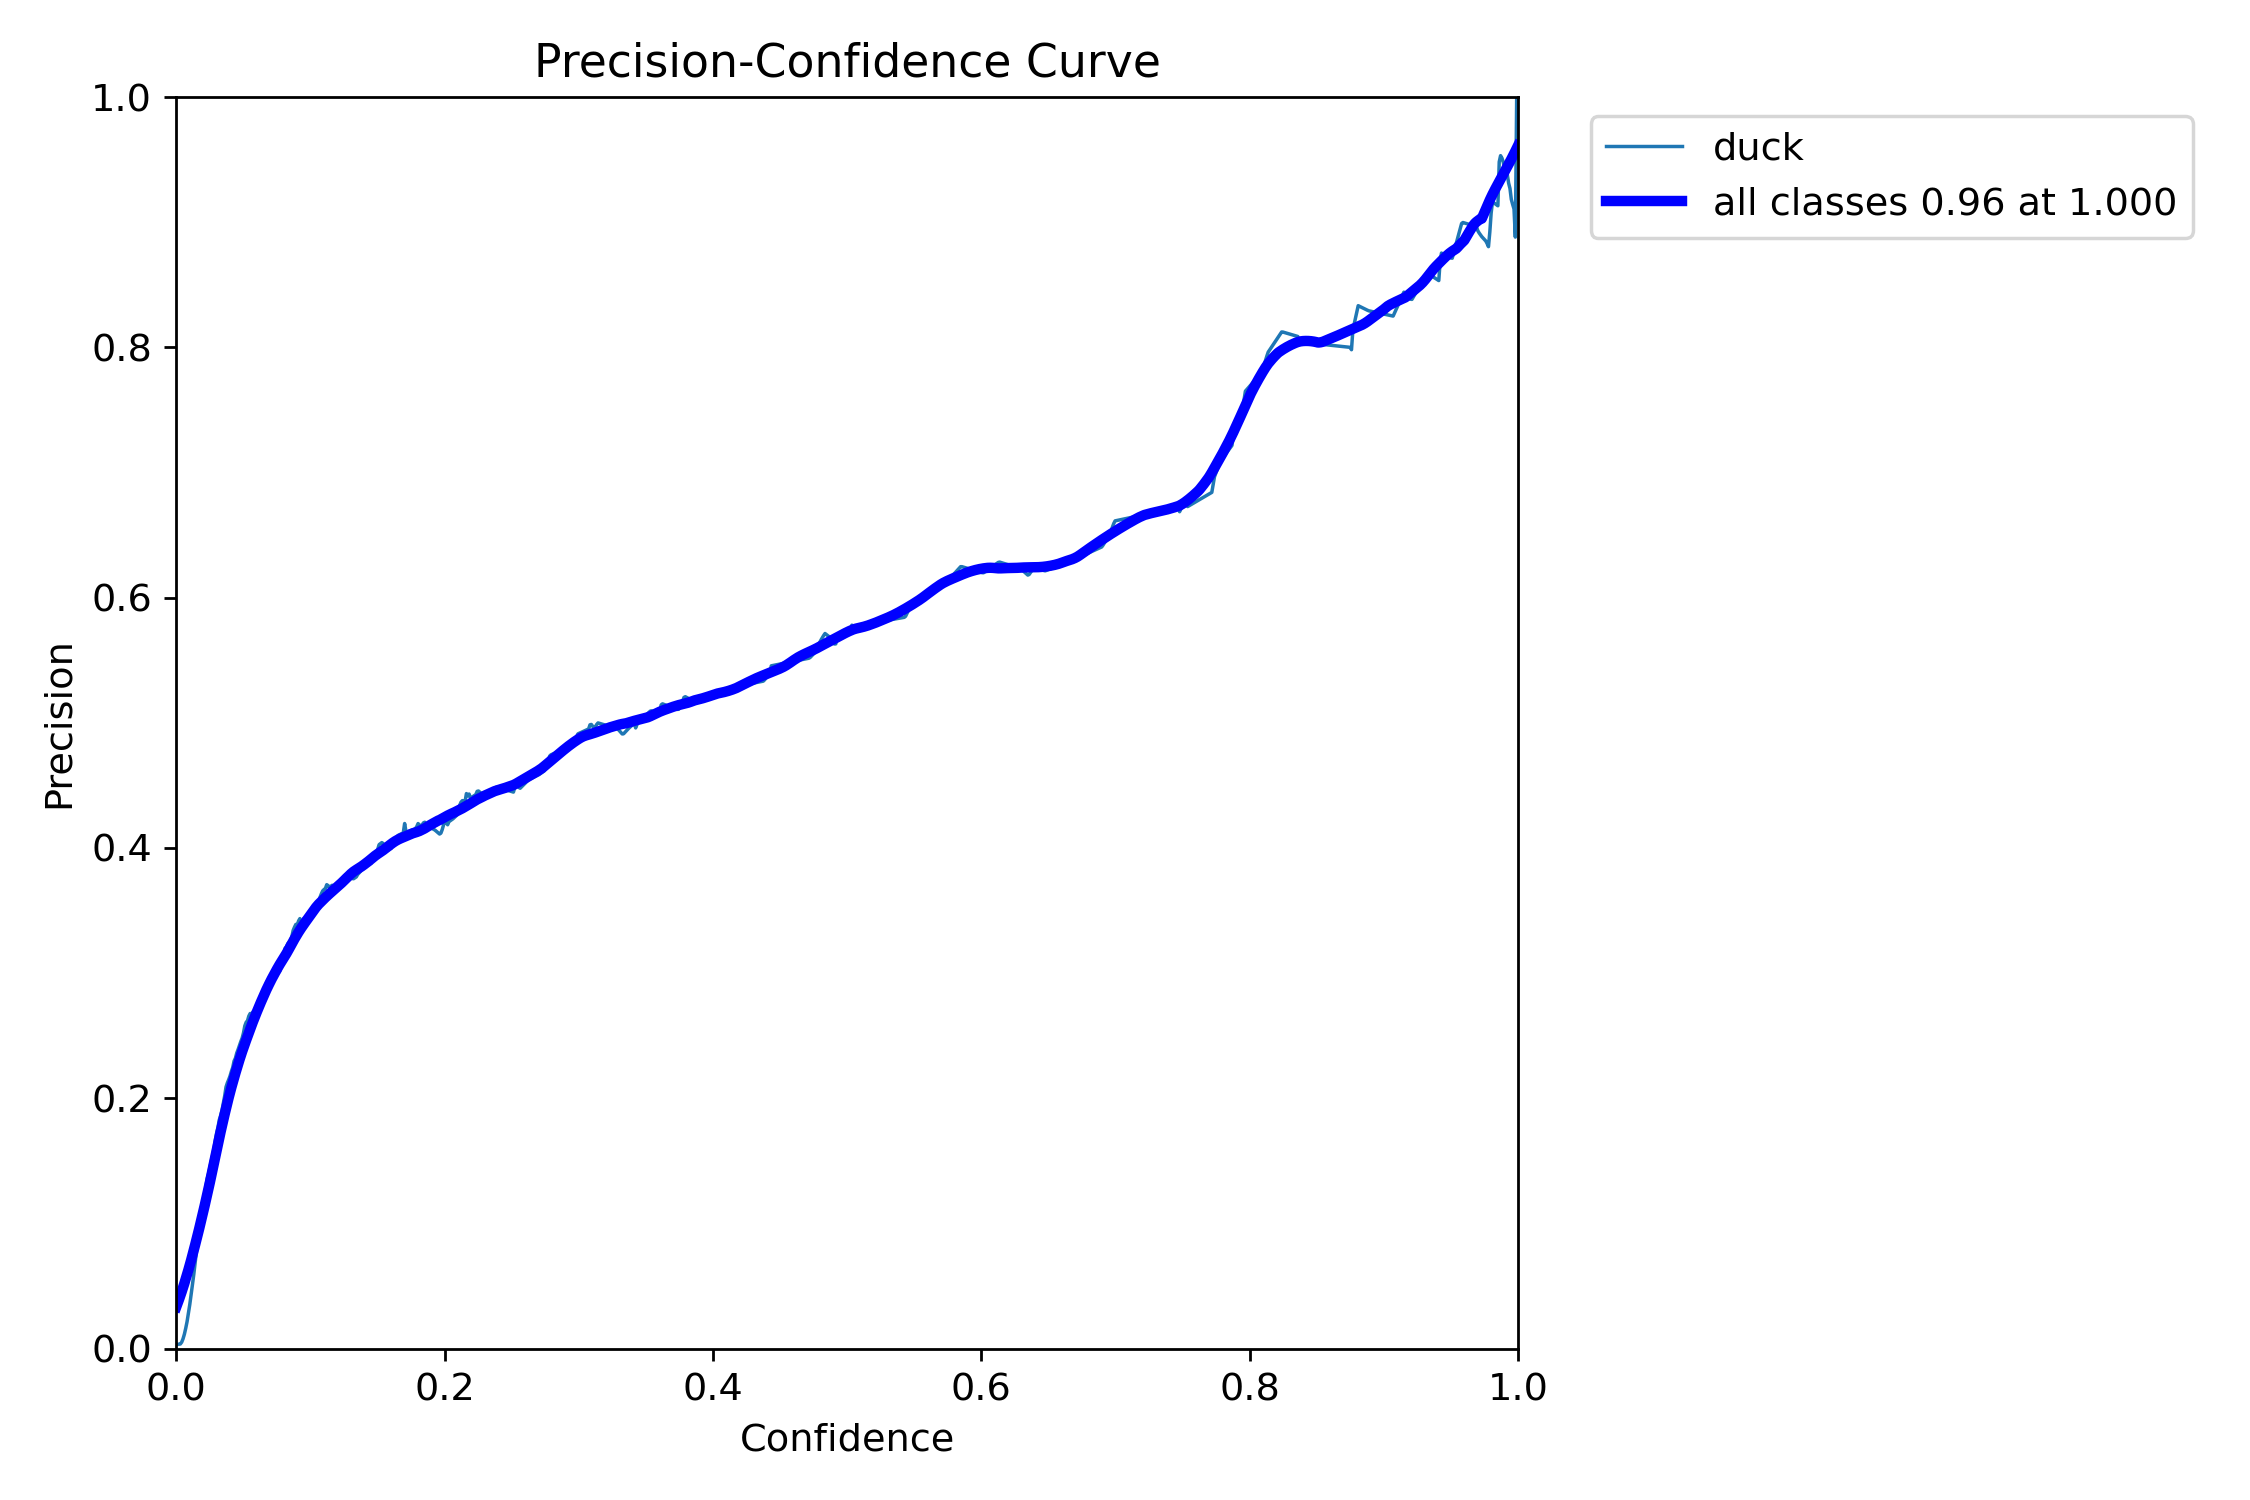 Precision-Confidence Curve
duck
all classes 0.96 at 1.000
1.0
0.8
0.6
0.4
0.2
0.0
Precision
0.0 0.2 0.4 0.6 0.8 1.0
Confidence